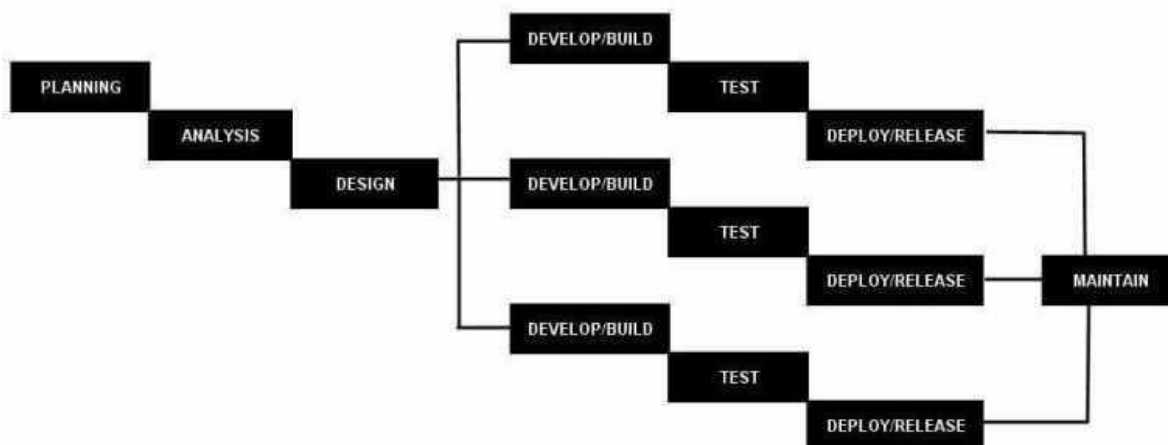 PLANNING
ANALYSIS
DESIGN
DEVELOP/BUILD
TEST
DEPLOY/RELEASE
DEVELOP/BUILD
TEST
DEPLOY/RELEASE
DEVELOP/BUILD
TEST
DEPLOY/RELEASE
MAINTAIN